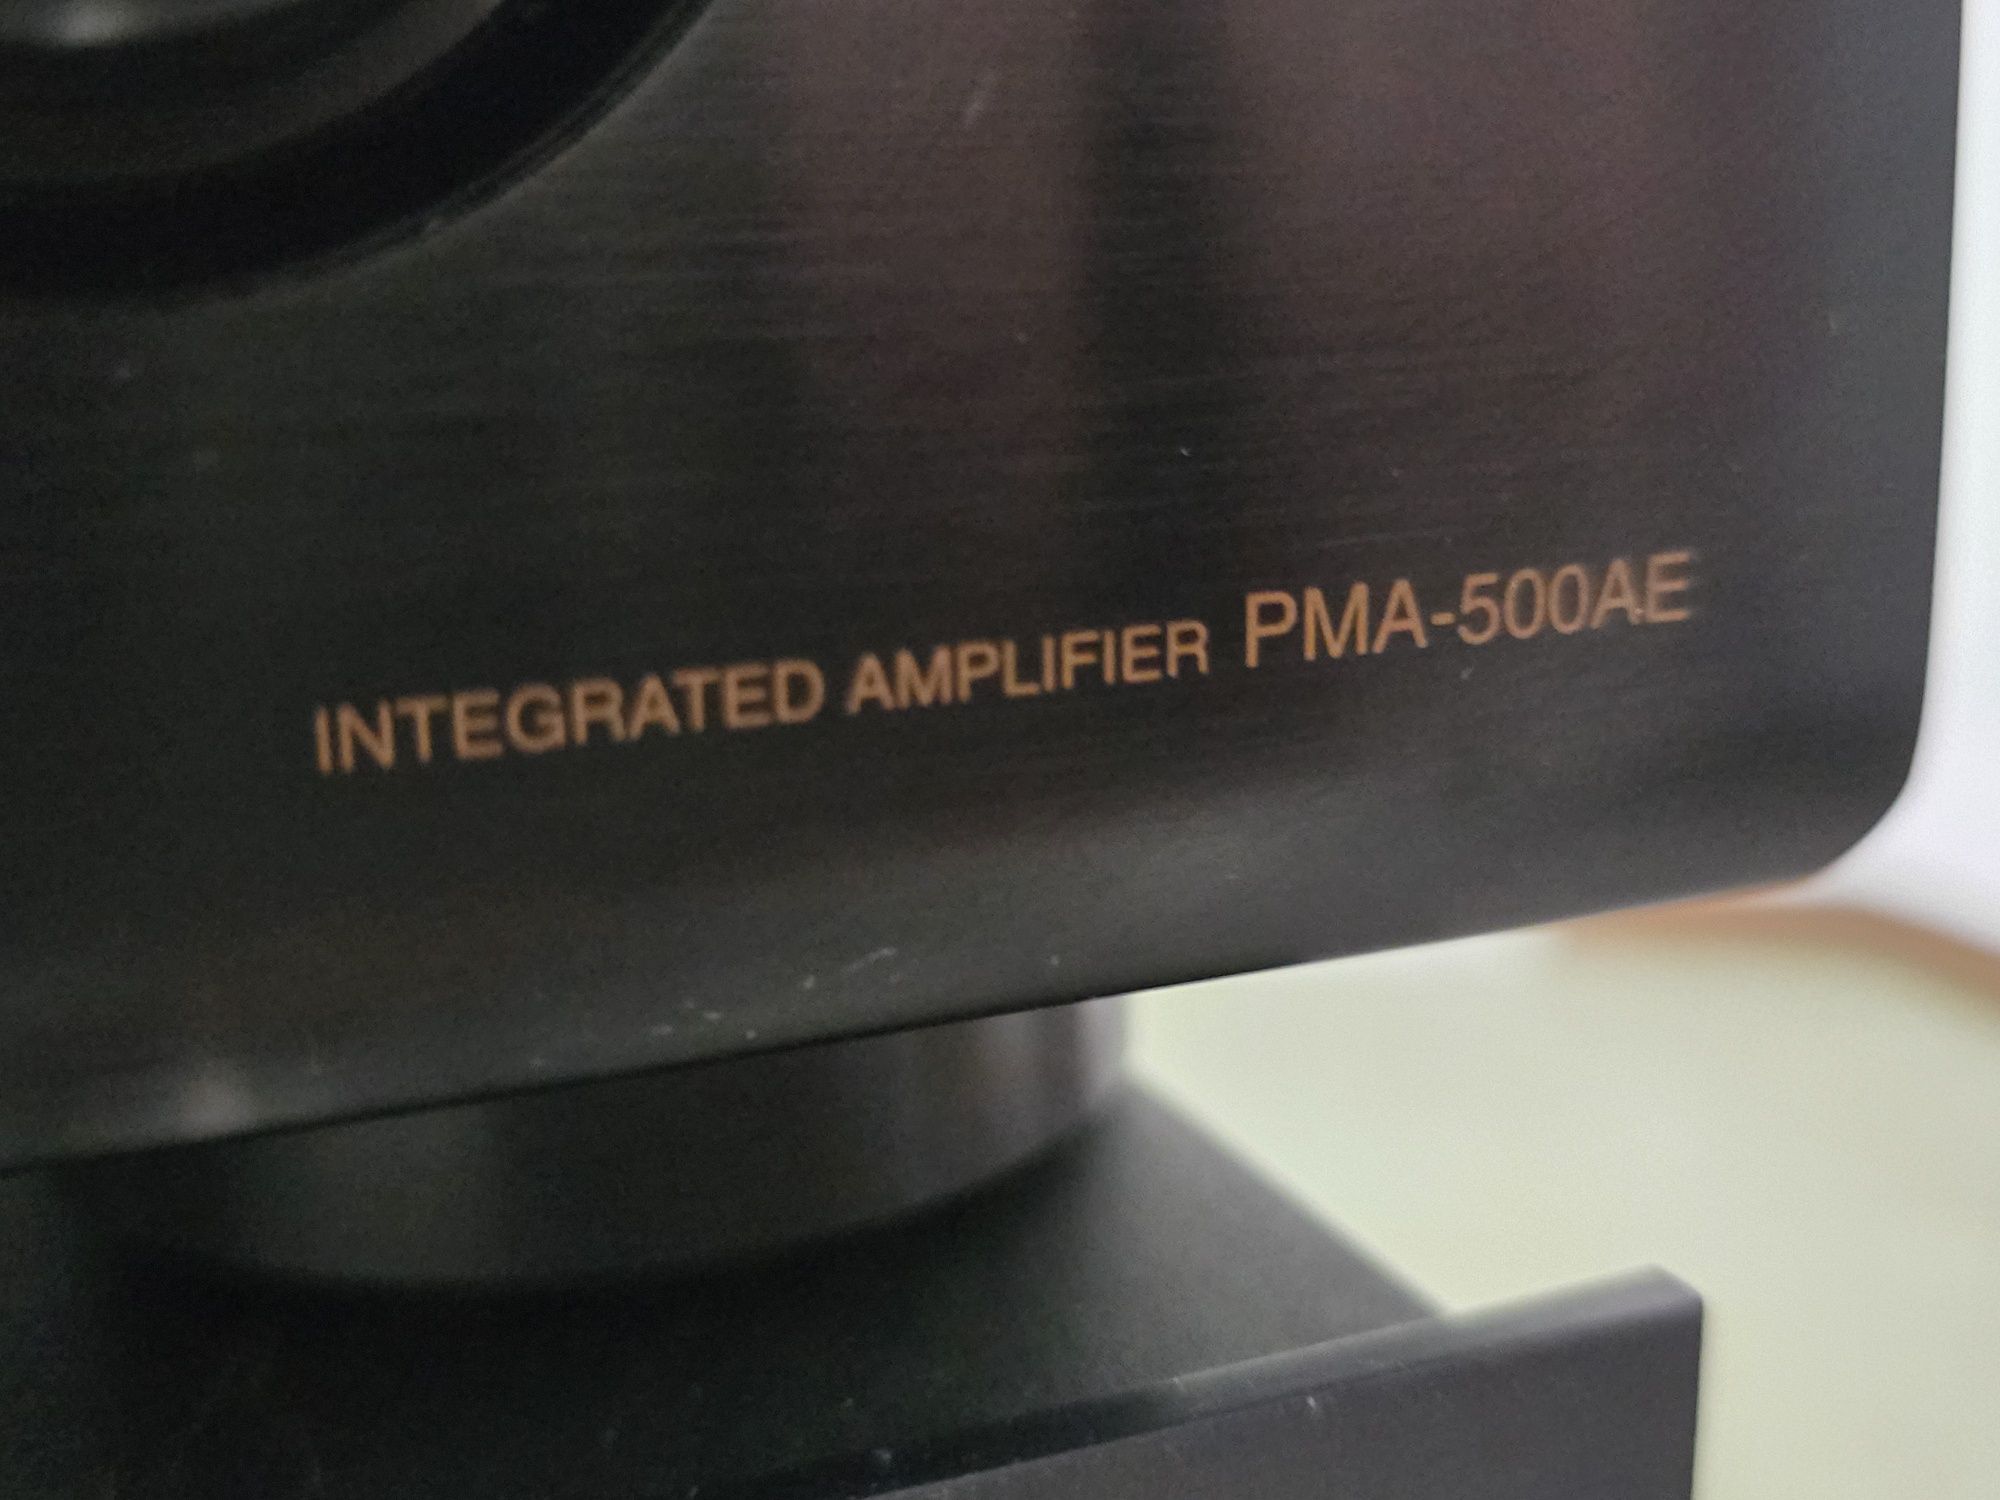 INTEGRATED AMPLIFIER PMA-500AE